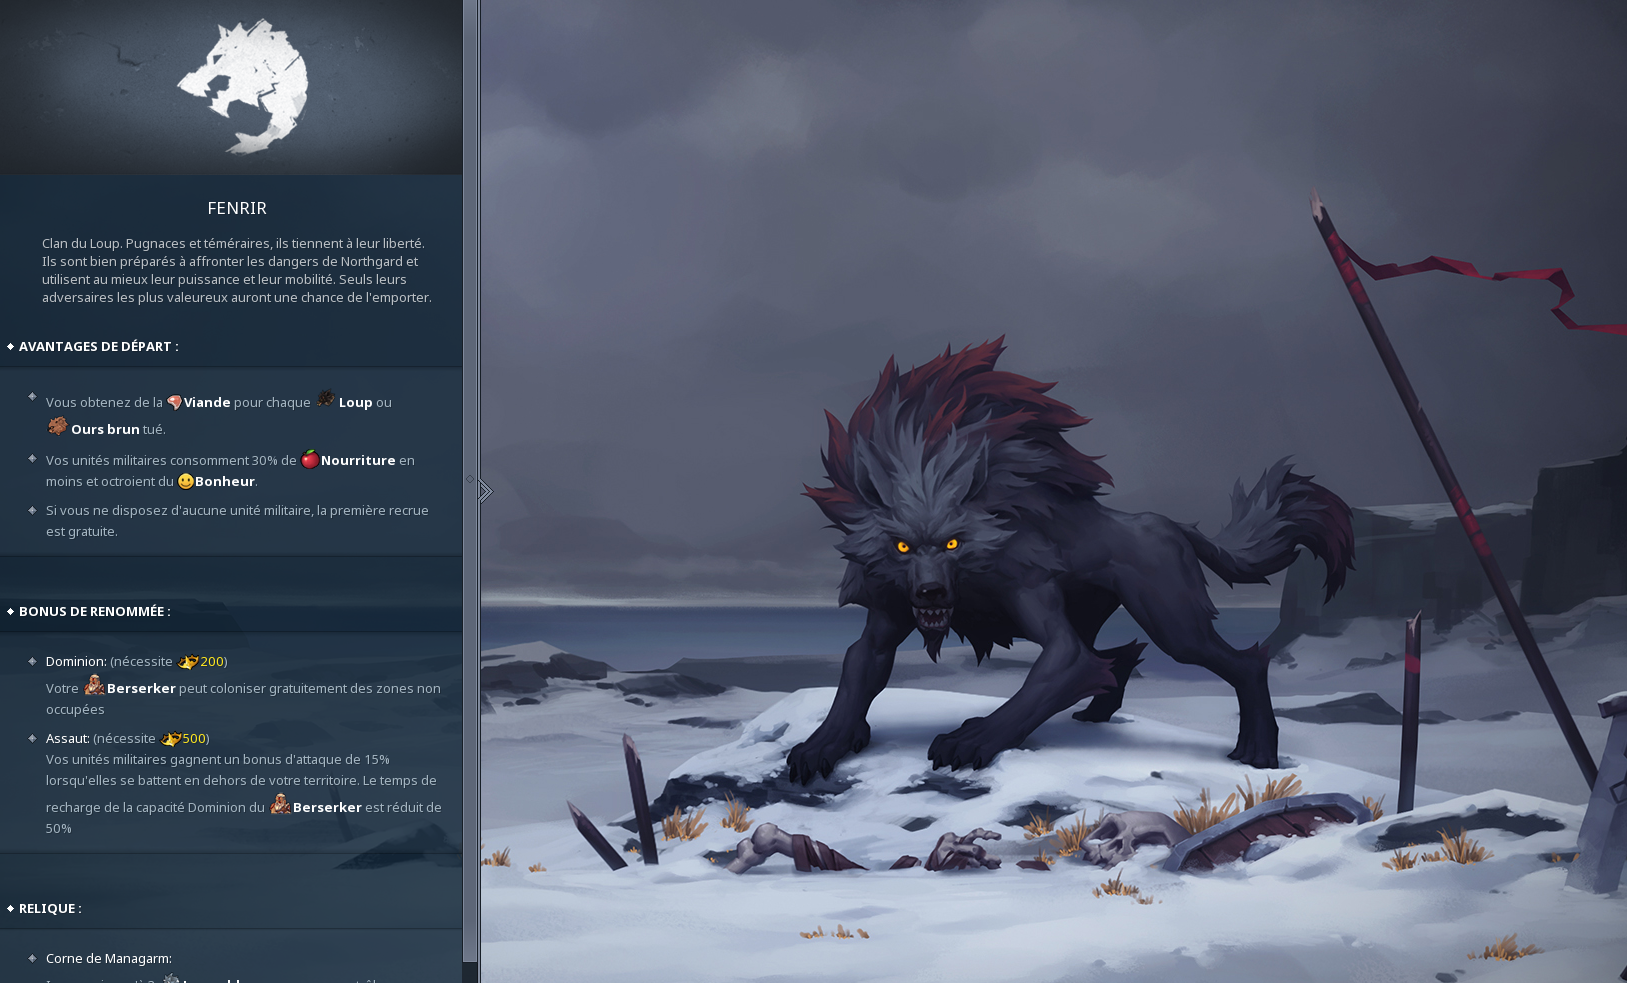 FENRIR
Clan du Loup. Pugnaces et téméraires, ils tiennent à leur liberté.
Ils sont bien préparés à affronter les dangers de Northgard et
utilisent au mieux leur puissance et leur mobilité. Seuls leurs
adversaires les plus valeureux auront une chance de l'emporter.
AVANTAGES DE DÉPART :
Vous obtenez de la Viande pour chaque Loup ou
Ours brun tué.
Vos unités militaires consomment 30% de Nourriture en
moins et octroient du Bonheur.
Si vous ne disposez d'aucune unité militaire, la première recrue
est gratuite.
BONUS DE RENOMMÉE :
Dominion: (nécessite 200)
Votre Berserker peut coloniser gratuitement des zones non
occupées
Assaut: (nécessite 500)
Vos unités militaires gagnent un bonus d'attaque de 15%
lorsqu'elles se battent en dehors de votre territoire. Le temps de
recharge de la capacité Dominion du Berserker est réduit de
50%
RELIQUE :
Corne de Managarm: